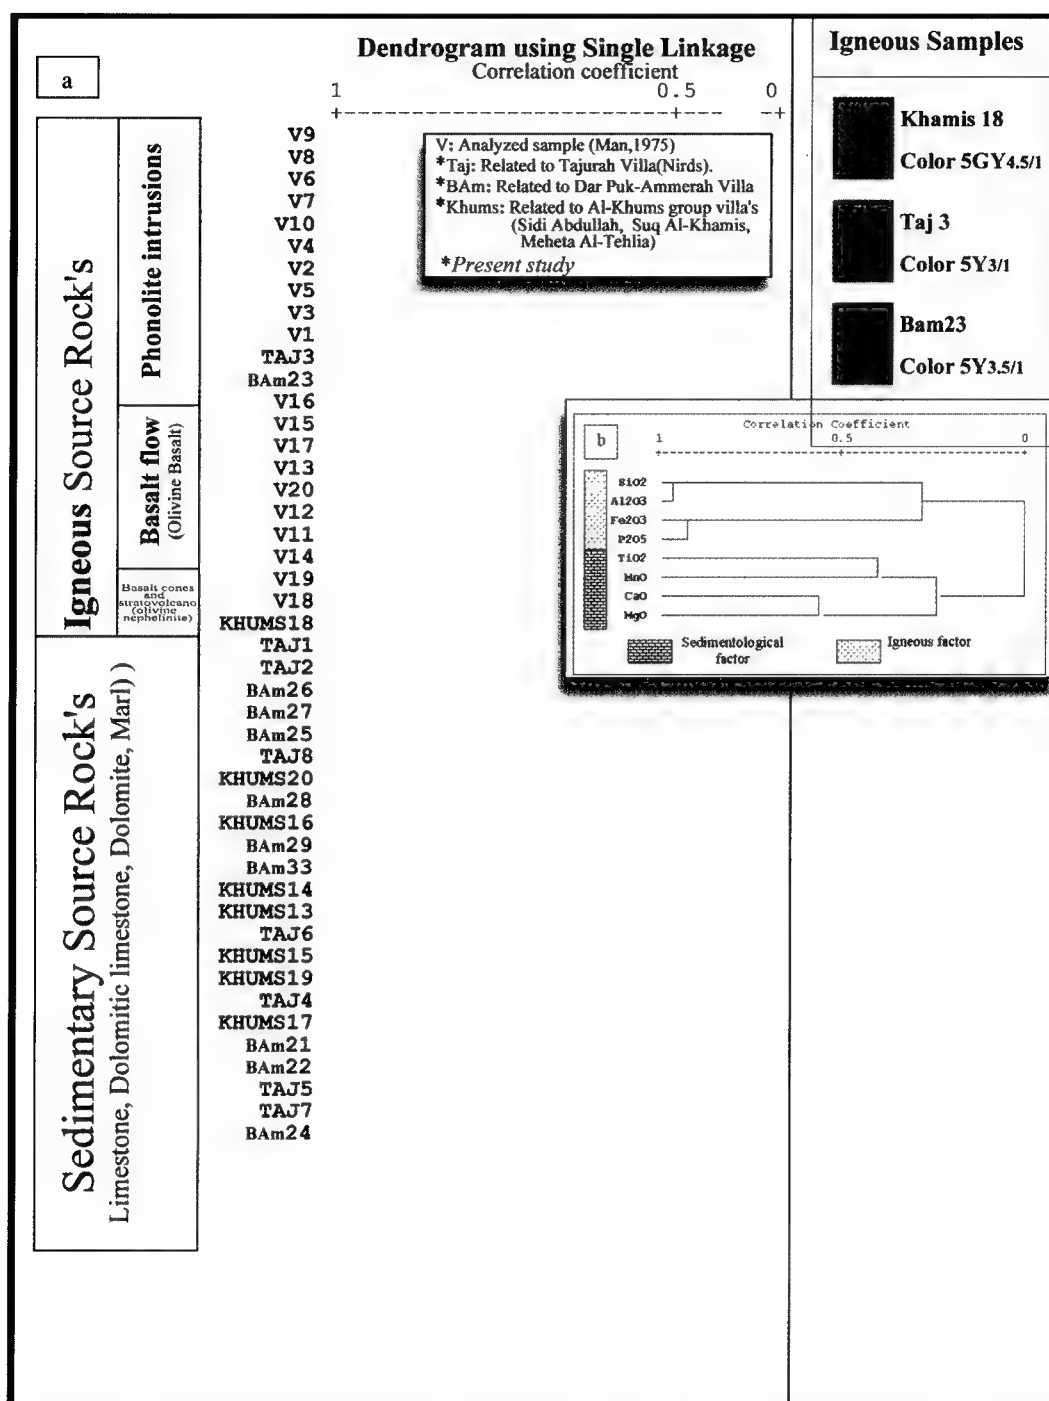 a
Dendrogram using Single Linkage
Correlation coefficient
1 0.5 0
V: Analyzed sample (Man,1975)
*Taj: Related to Tajurah Villa(Nirds).
*BAm: Related to Dar Puk-Ammerah Villa
*Khums: Related to Al-Khums group villa's
(Sidi Abdullah, Suq Al-Khamis,
Meheta Al-Tehlia)
*Present study
Igneous Source Rock's
Phonolite intrusions
Basalt flow
(Olivine Basalt)
Basalt cones
and
stratovolcano
(olivine
nephelinite)
Sedimentary Source Rock's
Limestone, Dolomitic limestone, Dolomite, Marl) )
V9
V8
V6
V7
V10
V4
V2
V5
V3
V1
TAJ3
BAm23
V16
V15
V17
V13
V20
V12
V11
V14
V19
V18
KHUMS18
TAJ1
TAJ2
BAm26
BAm27
BAm25
TAJ8
KHUMS20
BAm28
KHUMS16
BAm29
BAm33
KHUMS14
KHUMS13
TAJ6
KHUMS15
KHUMS19
TAJ4
KHUMS17
BAm21
BAm22
TAJ5
TAJ7
BAm24
Igneous Samples
Khamis 18
Color 5GY4.5/1
Taj 3
Color 5Y3/1
Bam23
Color 5Y3.5/1
b
Correlation Coefficient
1 0.5 0
SiO2
Al2O3
Fe2O3
P2O5
TiO2
MnO
CaO
MgO
Sedimentological
factor
Igneous factor